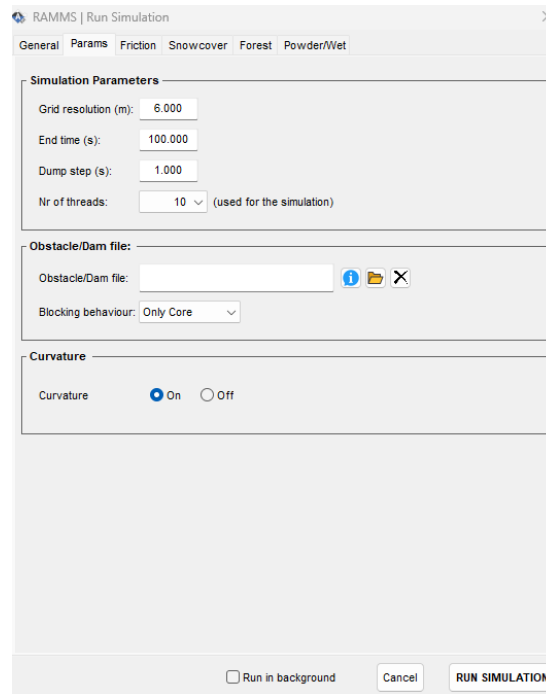 RAMMS | Run Simulation
General Params Friction Snowcover Forest Powder/Wet
Simulation Parameters
Grid resolution (m): 6.000
End time (s): 100.000
Dump step (s): 1.000
Nr of threads: 10 (used for the simulation)
Obstacle/Dam file:
Obstacle/Dam file:
Blocking behaviour: Only Core
Curvature
Curvature On Off
Run in background Cancel RUN SIMULATION